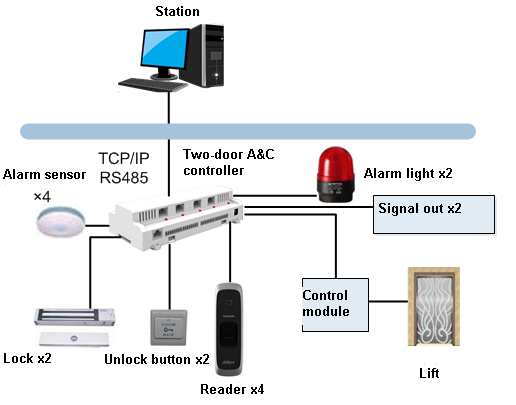 Station
TCP/IP
RS485
Two-door A&C
controller
Alarm sensor
×4
Alarm light x2
Signal out x2
Control
module
Lock x2
Unlock button x2
Reader x4
Lift